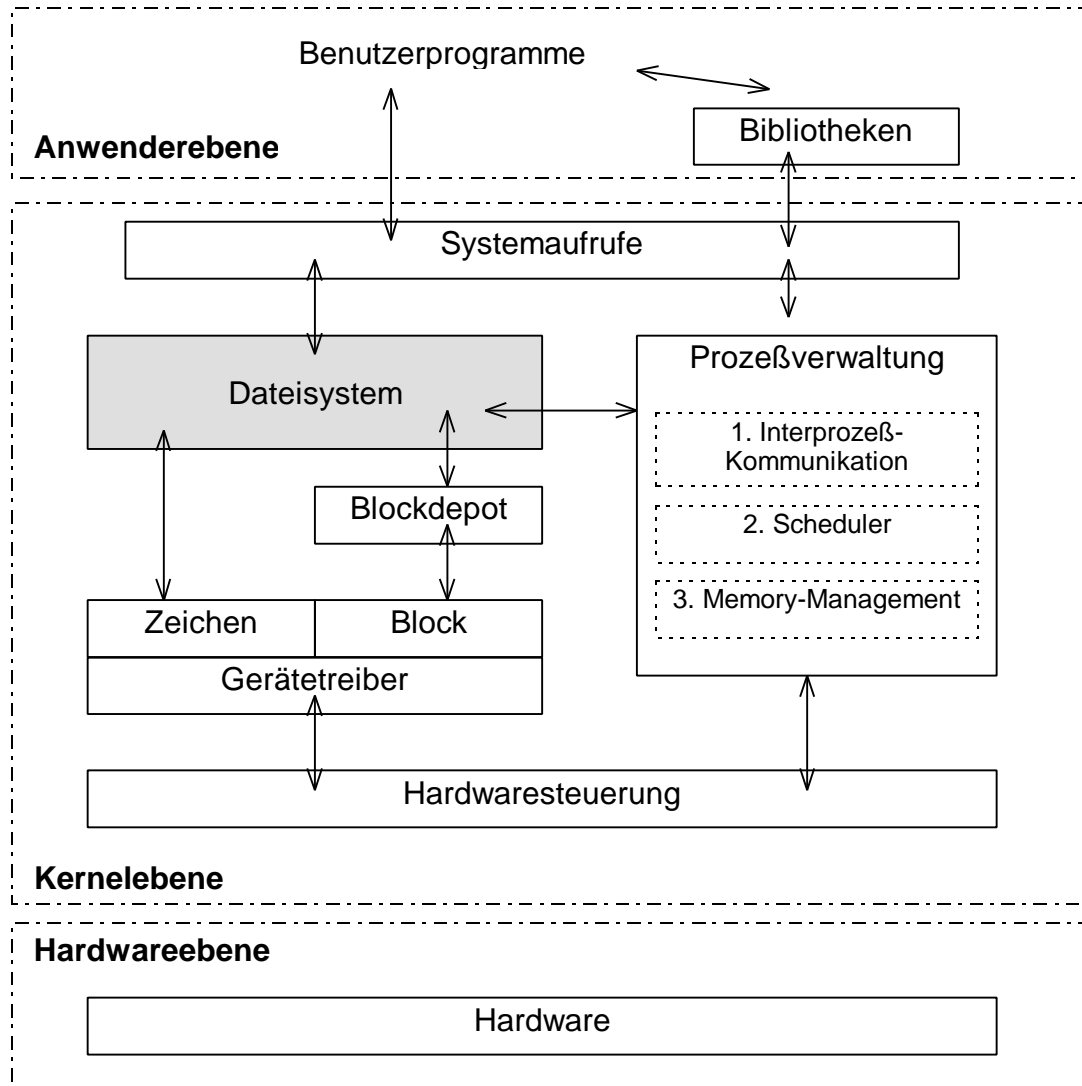 Benutzerprogramme
Bibliotheken
Anwenderebene
Systemaufrufe
Dateisystem
Prozeßverwaltung
1. Interprozeß-
Kommunikation
2. Scheduler
3. Memory-Management
Blockdepot
Zeichen
Block
Gerätetreiber
Hardwaresteuerung
Kernelebene
Hardwareebene
Hardware